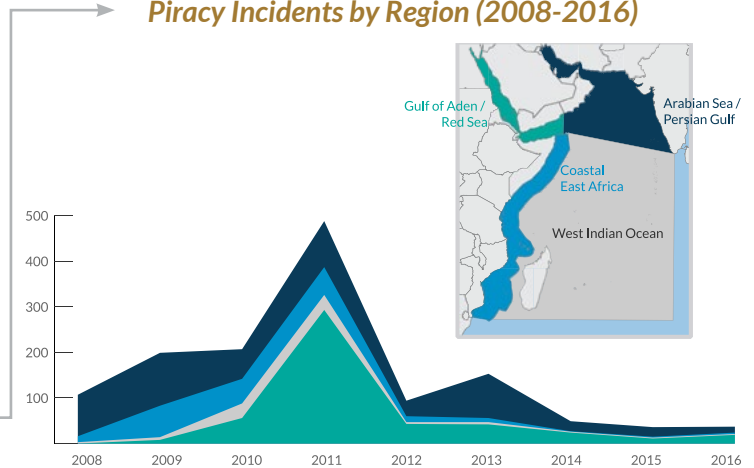 Piracy Incidents by Region (2008-2016)
Gulf of Aden /
Red Sea
Arabian Sea /
Persian Gulf
Coastal
East Africa
West Indian Ocean
500
400
300
200
100
2008
2009
2010
2011
2012
2013
2014
2015
2016